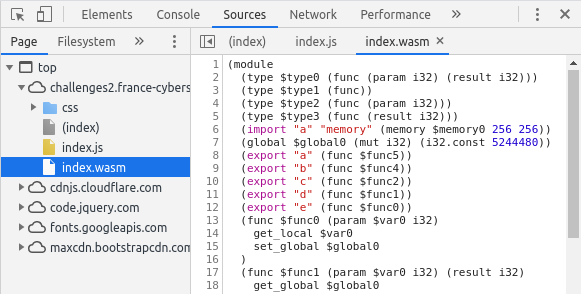 Elements Console Sources Network Performance »
Page Filesystem »
(index) index.js index.wasm ×
top
challenges2.france-cybers
css
(index)
index.js
index.wasm
cdnjs.cloudflare.com
code.jquery.com
fonts.googleapis.com
maxcdn.bootstrapcdn.com
1 (module
2 (type $type0 (func (param i32) (result i32)))
3 (type $type1 (func))
4 (type $type2 (func (param i32)))
5 (type $type3 (func (result i32)))
6 (import "a" "memory" (memory $memory0 256 256))
7 (global $global0 (mut i32) (i32.const 5244480))
8 (export "a" (func $func5))
9 (export "b" (func $func4))
10 (export "c" (func $func2))
11 (export "d" (func $func1))
12 (export "e" (func $func0))
13 (func $func0 (param $var0 i32)
14 get_local $var0
15 set_global $global0
16 )
17 (func $func1 (param $var0 i32) (result i32)
18 get_global $global0